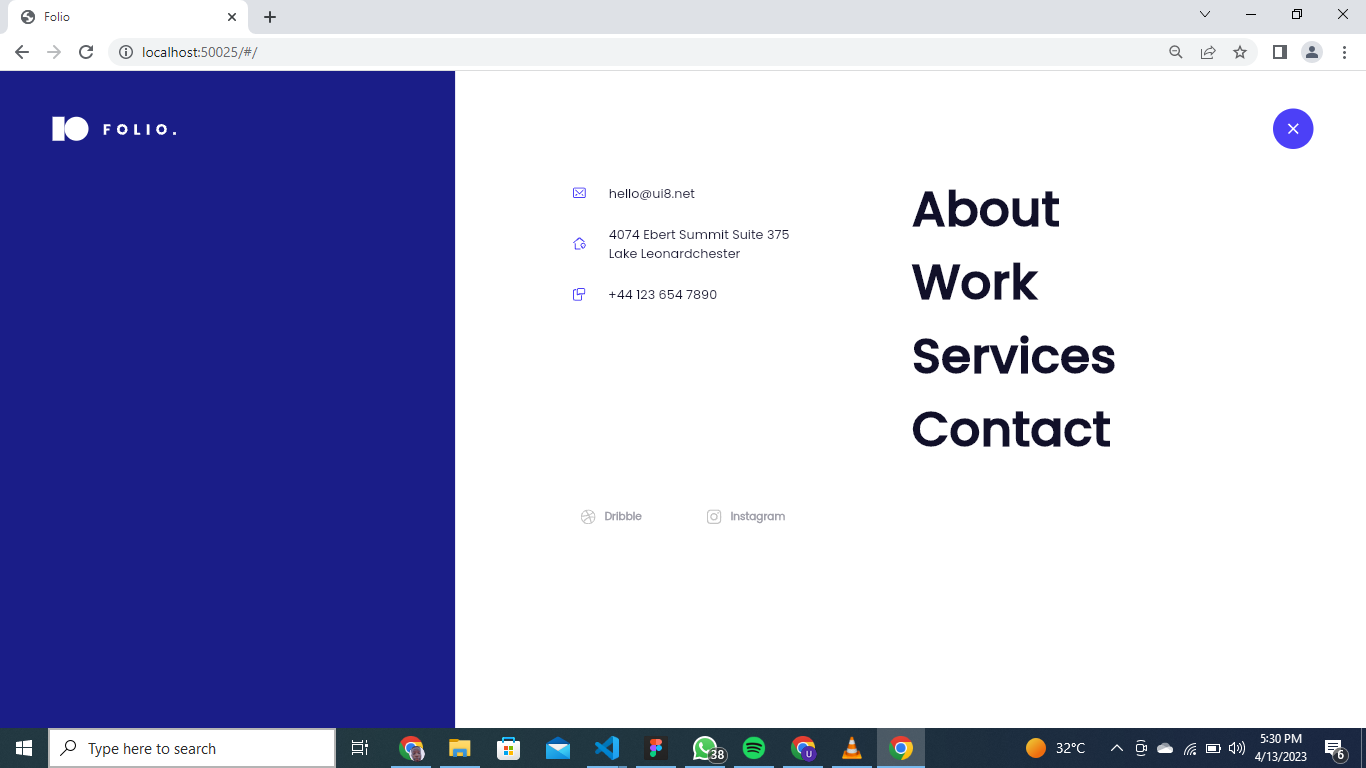 Folio
localhost:50025/#/
FOLIO.
hello@ui8.net
4074 Ebert Summit Suite 375
Lake Leonardchester
+44 123 654 7890
About
Work
Services
Contact
Dribble
Instagram
Type here to search
38
U
32°C
5:30 PM
4/13/2023
6